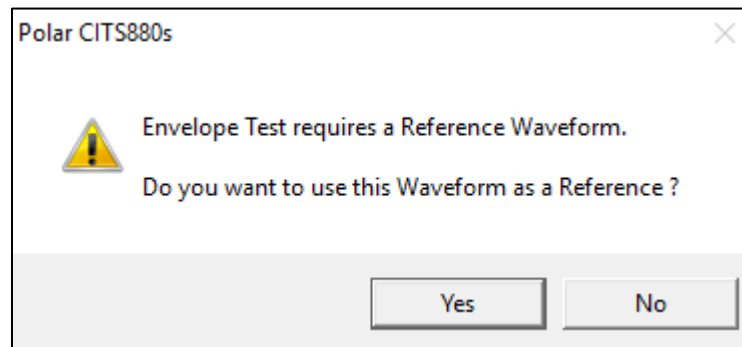 Polar CITS880s
Envelope Test requires a Reference Waveform.
Do you want to use this Waveform as a Reference ?
Yes
No